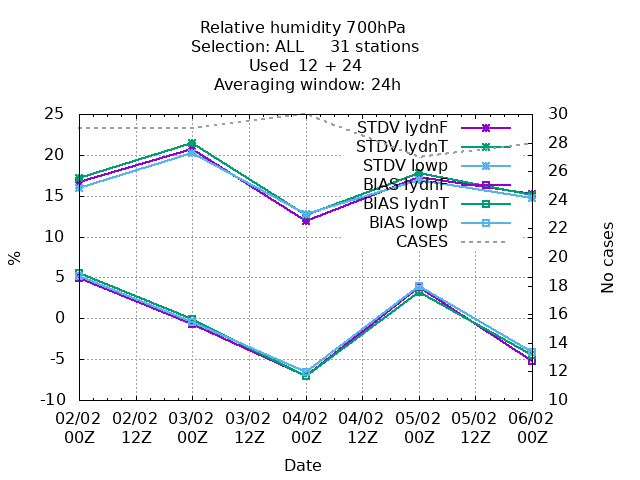 Relative humidity 700hPa
Selection: ALL 31 stations
Used 12 + 24
Averaging window: 24h
25
20
15
10
5
0
-5
-10
%
30
28
26
24
22
20
18
16
14
12
10
No cases
STDV lydnF
STDV lydnT
STDV lowp
BIAS lydnF
BIAS lydnT
BIAS lowp
CASES
02/02 02/02 03/02 03/02 04/02 04/02 05/02 05/02 06/02
00Z 12Z 00Z 12Z 00Z 12Z 00Z 12Z 00Z
Date